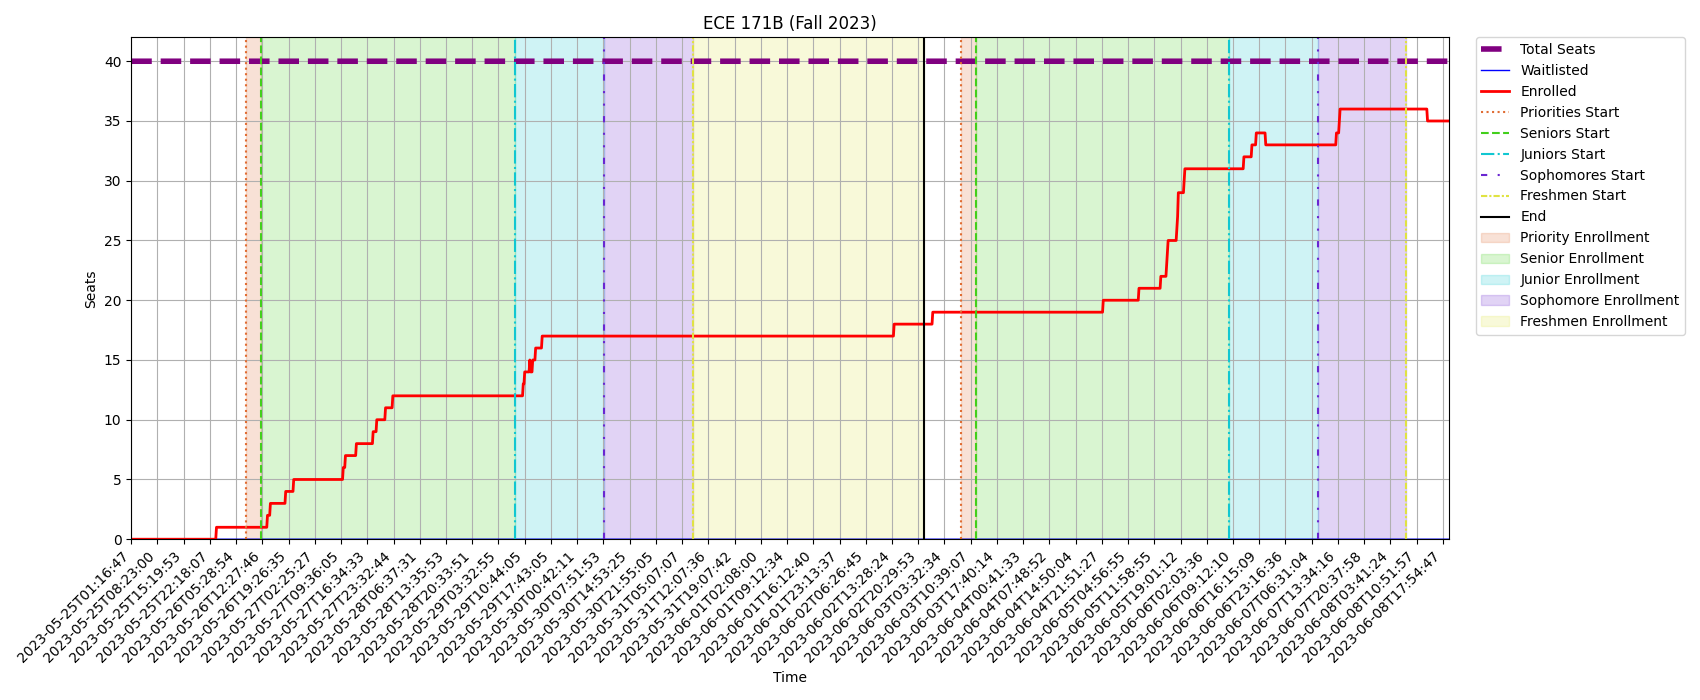 ECE 171B (Fall 2023)
Seats
40
35
30
25
20
15
10
5
0
2023-05-25T01:16:47
2023-05-25T08:23:00
2023-05-25T15:19:53
2023-05-25T22:18:07
2023-05-26T05:28:54
2023-05-26T12:27:46
2023-05-26T19:26:35
2023-05-27T02:25:27
2023-05-27T09:36:05
2023-05-27T16:34:33
2023-05-27T23:32:44
2023-05-28T06:37:31
2023-05-28T13:35:53
2023-05-28T20:33:51
2023-05-29T03:32:55
2023-05-29T10:44:05
2023-05-29T17:43:05
2023-05-30T00:42:11
2023-05-30T07:51:53
2023-05-30T14:53:25
2023-05-30T21:55:05
2023-05-31T05:07:07
2023-05-31T12:07:36
2023-05-31T19:07:42
2023-06-01T02:08:00
2023-06-01T09:12:34
2023-06-01T16:12:40
2023-06-01T23:13:37
2023-06-02T06:26:45
2023-06-02T13:28:24
2023-06-02T20:29:53
2023-06-03T03:32:34
2023-06-03T10:39:07
2023-06-03T17:40:14
2023-06-04T00:41:33
2023-06-04T07:48:52
2023-06-04T14:50:04
2023-06-04T21:51:27
2023-06-05T04:56:55
2023-06-05T11:58:55
2023-06-05T19:01:12
2023-06-06T02:03:36
2023-06-06T09:12:10
2023-06-06T16:15:09
2023-06-06T23:16:36
2023-06-07T06:31:04
2023-06-07T13:34:16
2023-06-07T20:37:58
2023-06-08T03:41:24
2023-06-08T10:51:57
2023-06-08T17:54:47
Time
Total Seats
Waitlisted
Enrolled
Priorities Start
Seniors Start
Juniors Start
Sophomores Start
Freshmen Start
End
Priority Enrollment
Senior Enrollment
Junior Enrollment
Sophomore Enrollment
Freshmen Enrollment